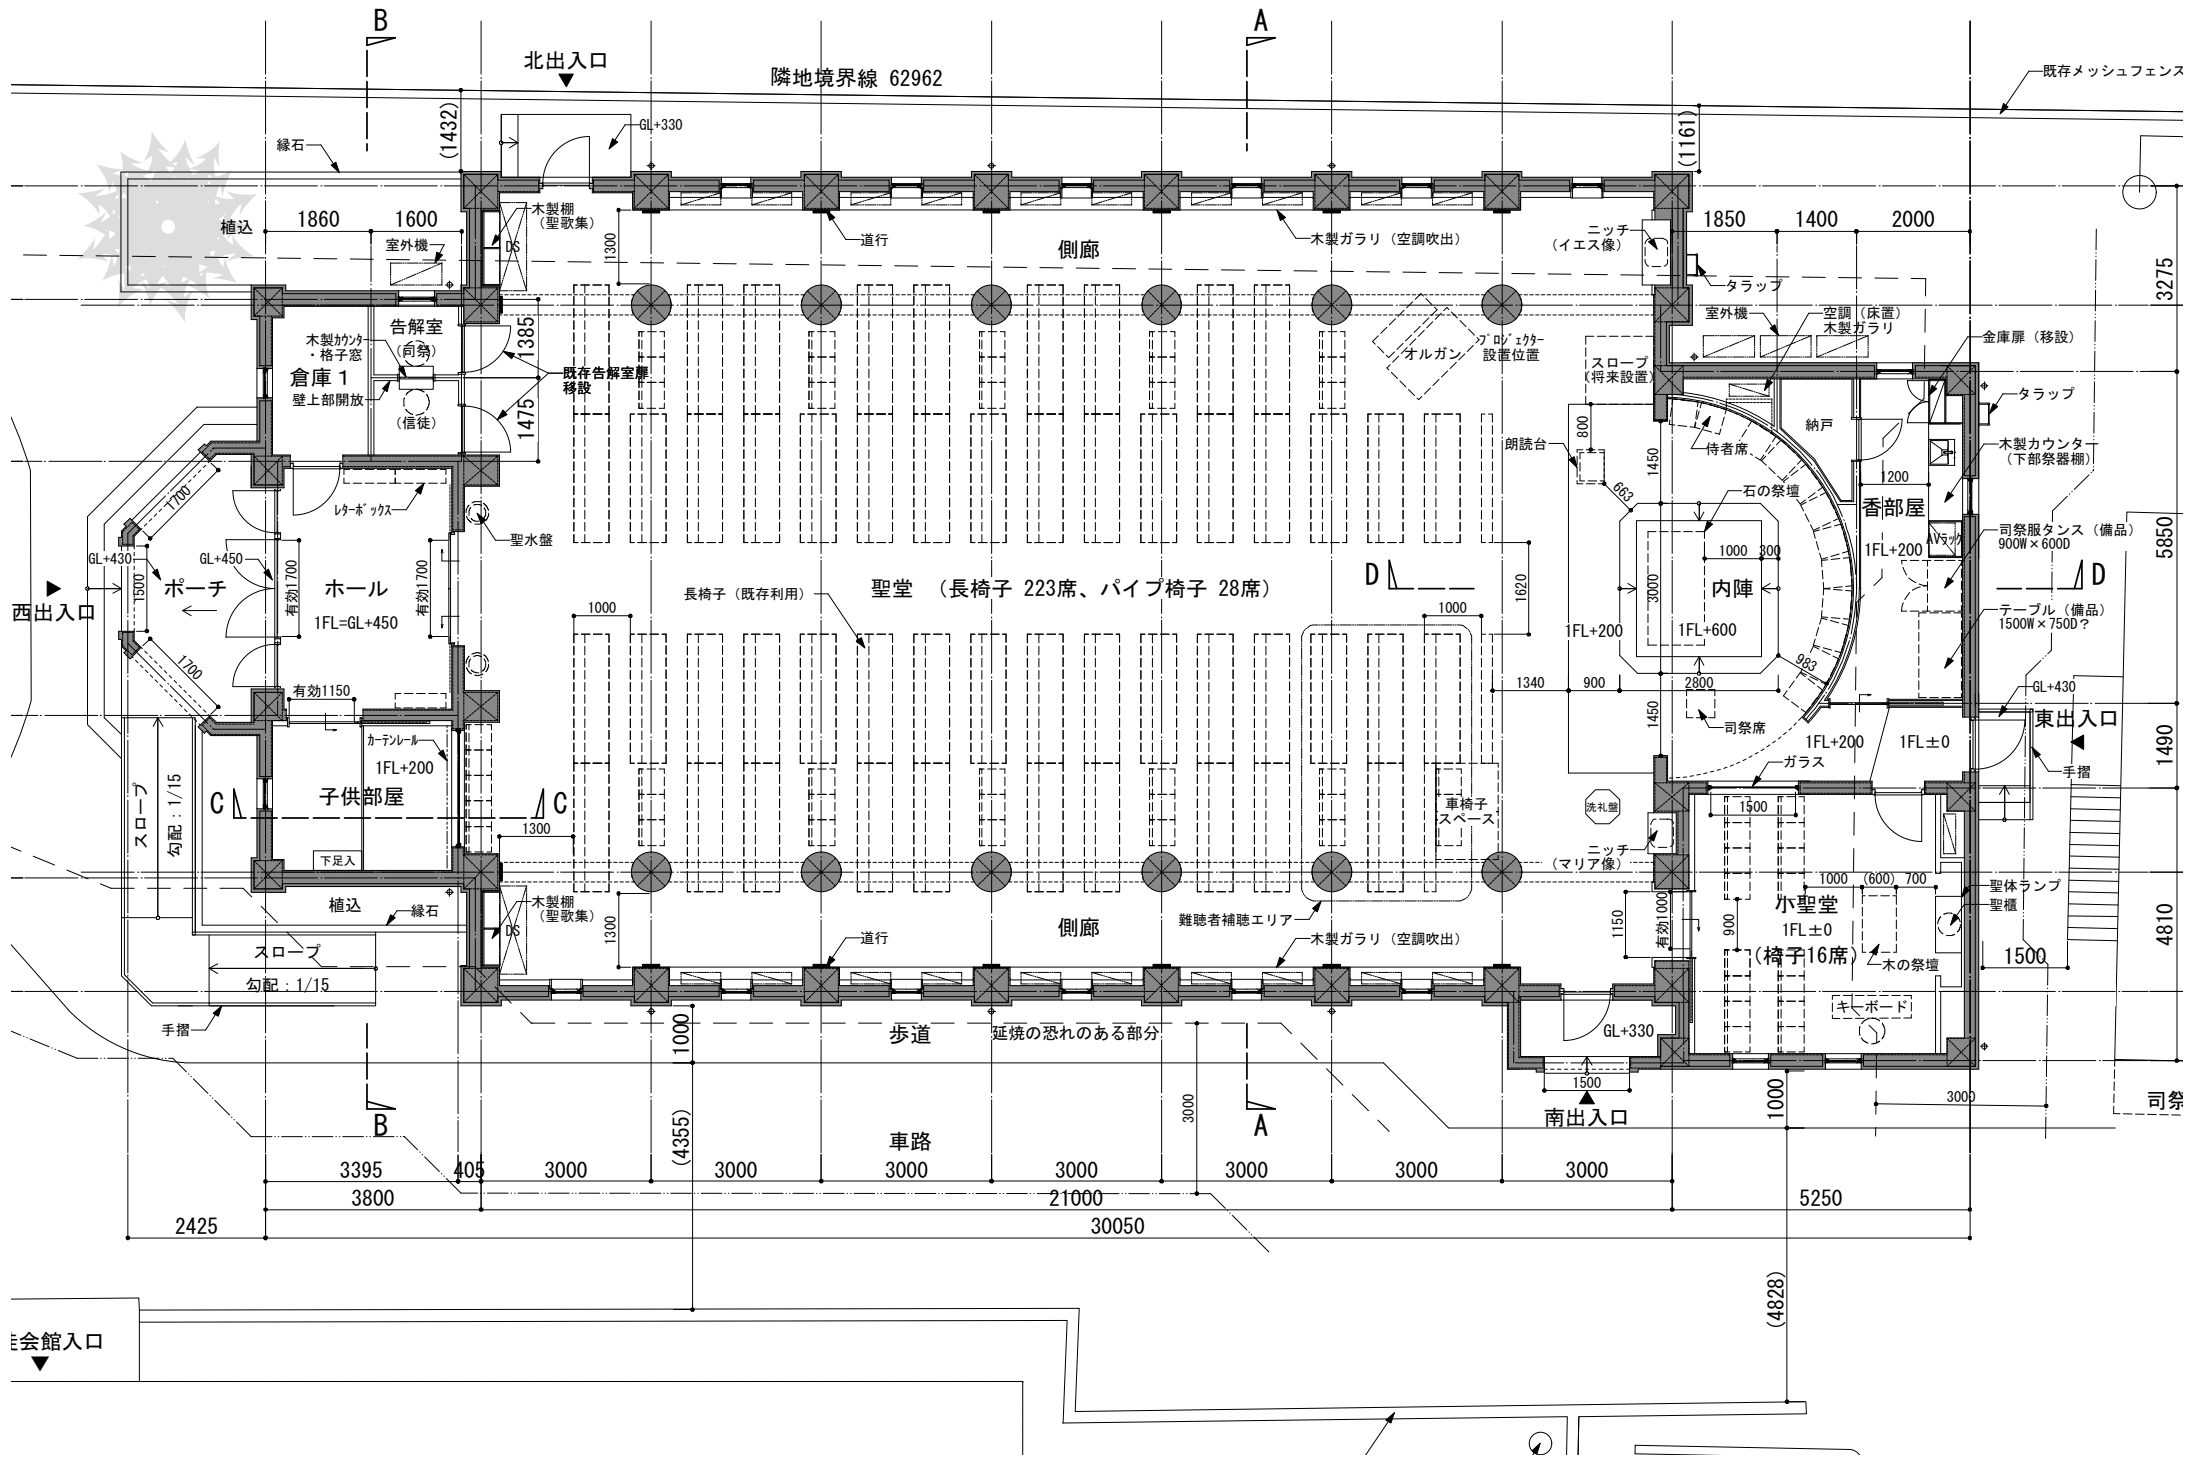 B
A
北出入口
隣地境界線 62962
既存メッシュフェンス
GL+330
(1432)
(1161)
縁石
植込
1860
1600
室外機
木製棚
(聖歌集)
DS
1300
道行
側廊
木製ガラリ（空調吹出）
ニッチ
(イエス像)
1850
1400
2000
3275
タラップ
室外機
空調（床置）
木製ガラリ
金庫扉（移設）
タラップ
木製カウンタ
・格子窓
告解室
(司祭)
倉庫１
壁上部開放
(信徒)
1385
1475
既存告解室扉
移設
オルガン
プロジェクター
設置位置
スロープ
(将来設置)
800
朗読台
1450
663
侍者席
納戸
石の祭壇
1000
300
1200
香部屋
1FL+200
AVラック
木製カウンター
(下部祭器棚)
司祭服タンス（備品）
900W×600D
テーブル（備品）
1500W×750D？
5850
1700
レターボックス
聖水盤
GL+430
GL+450
1500
ポーチ
有効1700
ホール
1FL=GL+450
有効1700
西出入口
長椅子（既存利用）
聖堂　（長椅子 223席、パイプ椅子 28席）
D
D
1620
1000
1000
3000
内陣
1FL+200
1FL+600
983
1340
900
2800
1450
司祭席
1700
有効1150
カーテンレール
1FL+200
子供部屋
C
C
下足入
1300
スロープ
勾配：1/15
車椅子
スペース
洗礼盤
ニッチ
(マリア像)
1FL+200
1FL±0
ガラス
GL+430
東出入口
手摺
1490
1500
植込
縁石
スロープ
勾配：1/15
手摺
木製棚
(聖歌集)
DS
1300
道行
側廊
難聴者補聴エリア
木製ガラリ（空調吹出）
1150
有効1000
900
1000
(600)
700
小聖堂
1FL±0
(椅子16席)
木の祭壇
聖体ランプ
聖櫃
キーボード
1500
4810
歩道
延焼の恐れのある部分
GL+330
1500
南出入口
1000
1000
3000
3000
司祭
(4355)
車路
B
A
3395
405
3000
3000
3000
3000
3000
3000
3000
3800
21000
5250
2425
30050
(4828)
会館入口